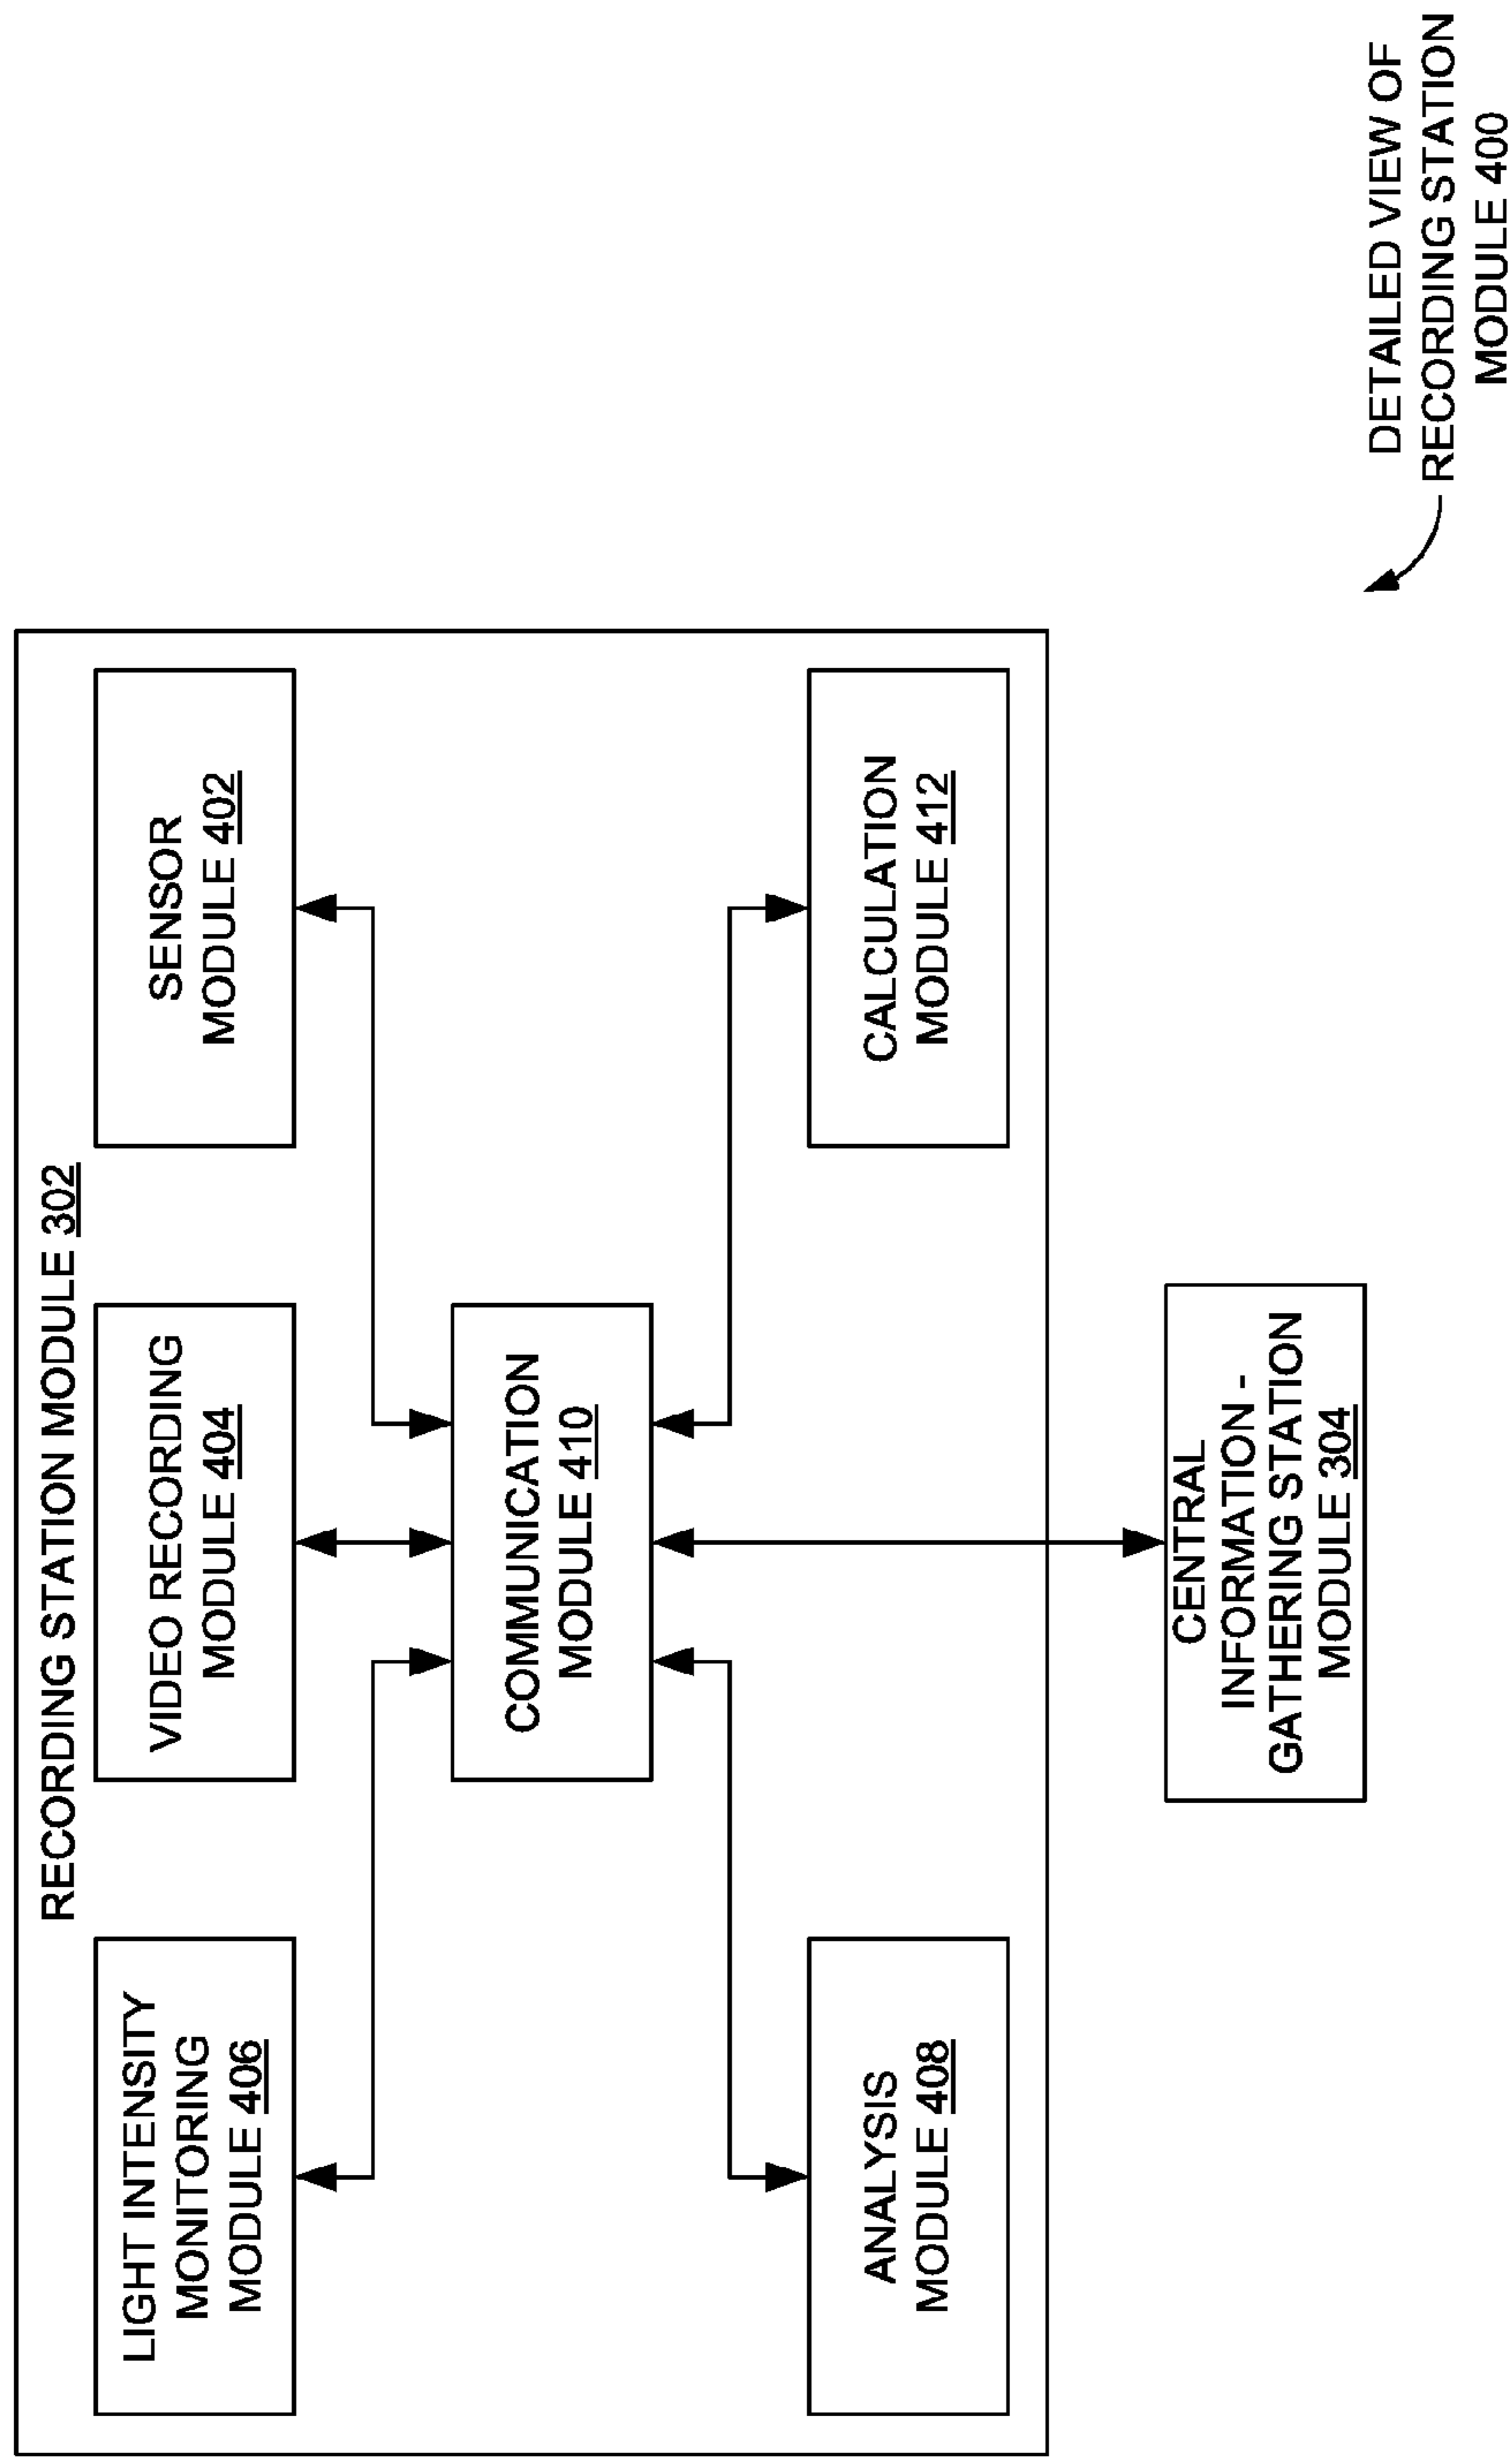 RECORDING STATION MODULE 302
LIGHT INTENSITY
MONITORING
MODULE 406
VIDEO RECORDING
MODULE 404
SENSOR
MODULE 402
COMMUNICATION
MODULE 410
ANALYSIS
MODULE 408
CALCULATION
MODULE 412
CENTRAL
INFORMATION -
GATHERING STATION
MODULE 304
DETAILED VIEW OF
RECORDING STATION
MODULE 400